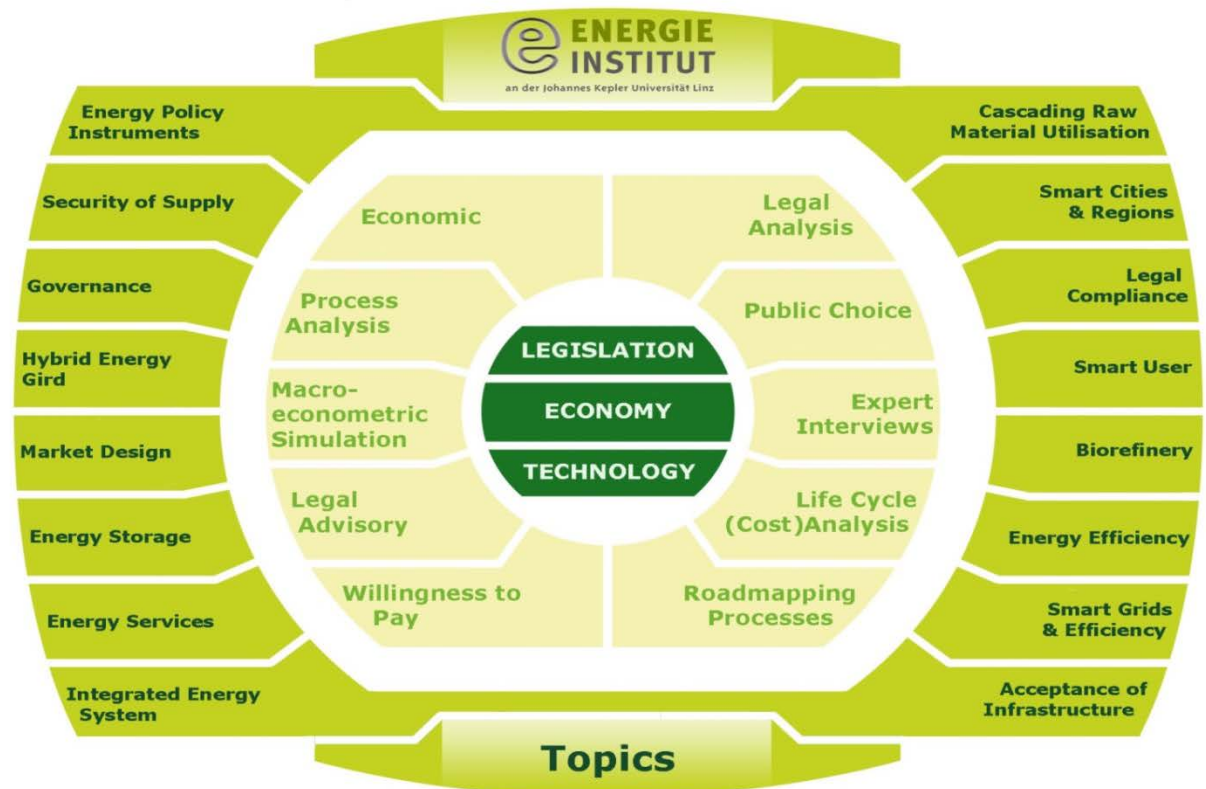 ENERGIE
INSTITUT
an der Johannes Kepler Universität Linz
Energy Policy
Instruments
Security of Supply
Governance
Hybrid Energy
Gird
Market Design
Energy Storage
Energy Services
Integrated Energy
System
Economic
Process
Analysis
Macro-
econometric
Simulation
Legal
Advisory
Willingness to
Pay
LEGISLATION
ECONOMY
TECHNOLOGY
Legal
Analysis
Public Choice
Expert
Interviews
Life Cycle
(Cost)Analysis
Roadmapping
Processes
Cascading Raw
Material Utilisation
Smart Cities
& Regions
Legal
Compliance
Smart User
Biorefinery
Energy Efficiency
Smart Grids
& Efficiency
Acceptance of
Infrastructure
Topics